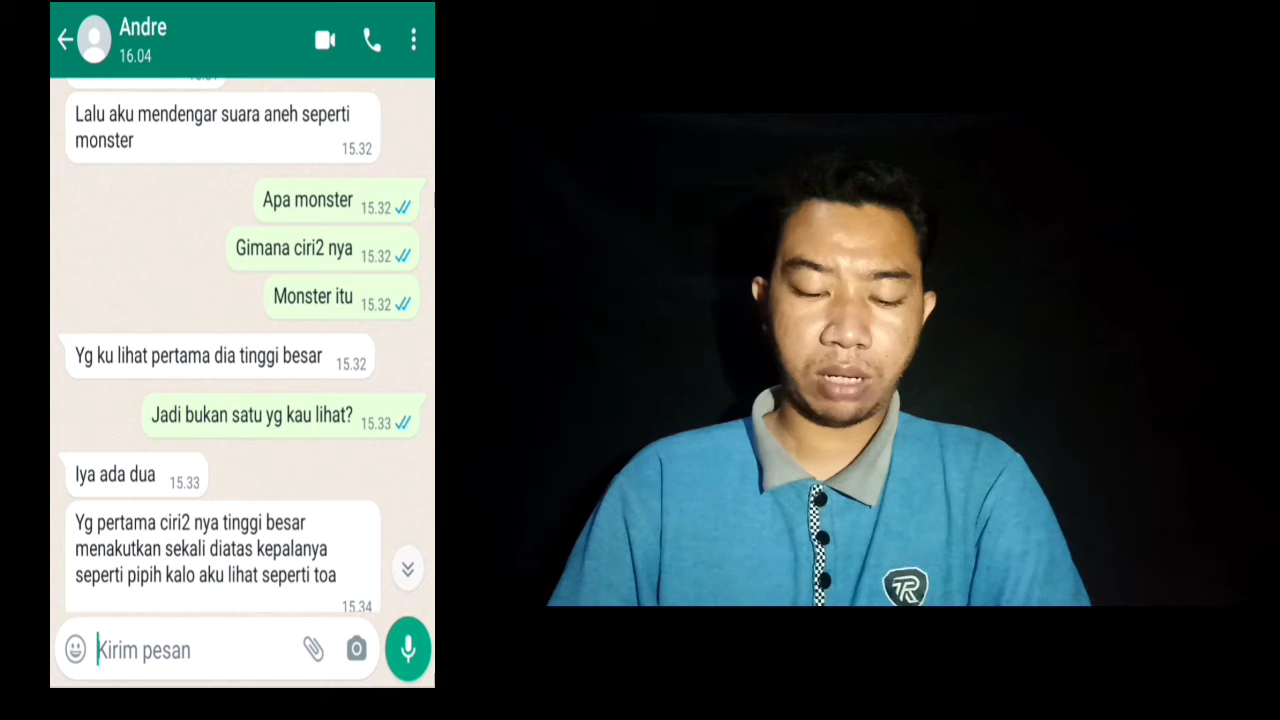 Andre
16.04
Lalu aku mendengar suara aneh seperti
monster
15.32
Apa monster 15.32
Gimana ciri2 nya 15.32
Monster itu 15.32
Yg ku lihat pertama dia tinggi besar 15.32
Jadi bukan satu yg kau lihat? 15.33
Iya ada dua 15.33
Yg pertama ciri2 nya tinggi besar
menakutkan sekali diatas kepalanya
seperti pipih kalo aku lihat seperti toa
15.34
Kirim pesan
TR